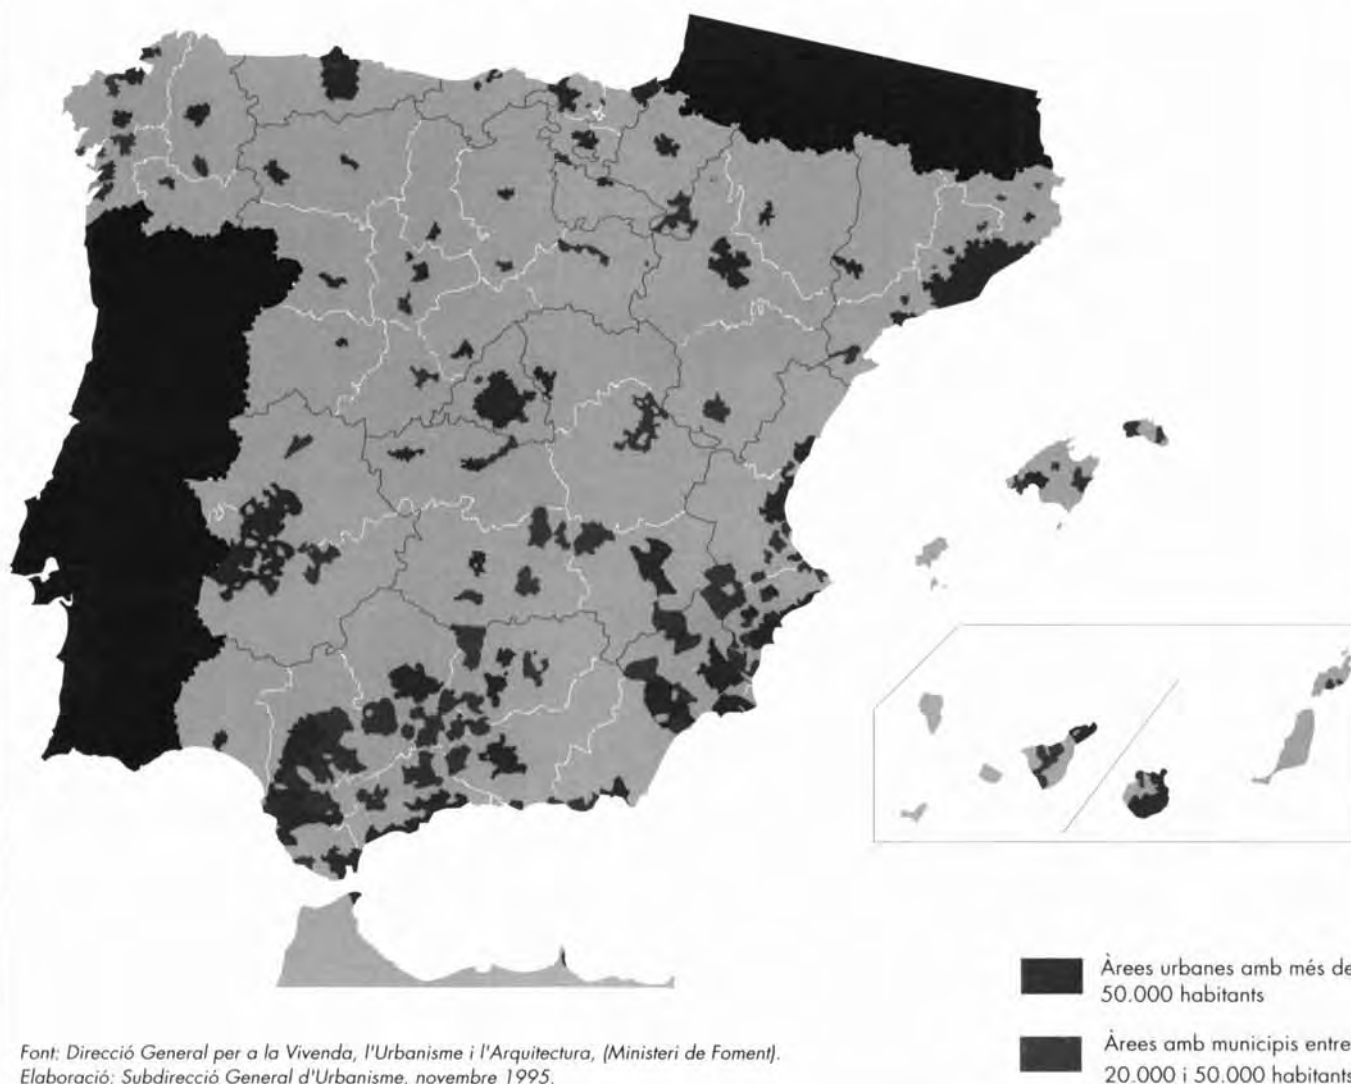 Àrees urbanes amb més de
50.000 habitants
Àrees amb municipis entre
20.000 i 50.000 habitants
Font: Direcció General per a la Vivenda, l'Urbanisme i l'Arquitectura, (Ministeri de Foment).
Elaboració: Subdirecció General d'Urbanisme, novembre 1995.